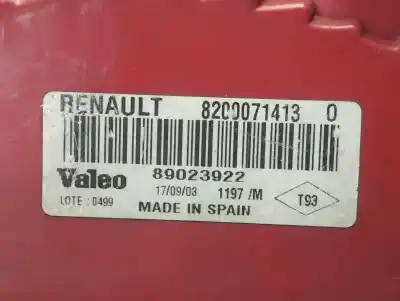 RENAULT 8200071413 0
89023922
Valeo 17/09/03 1197 /M
LOTE : 0499 MADE IN SPAIN T93